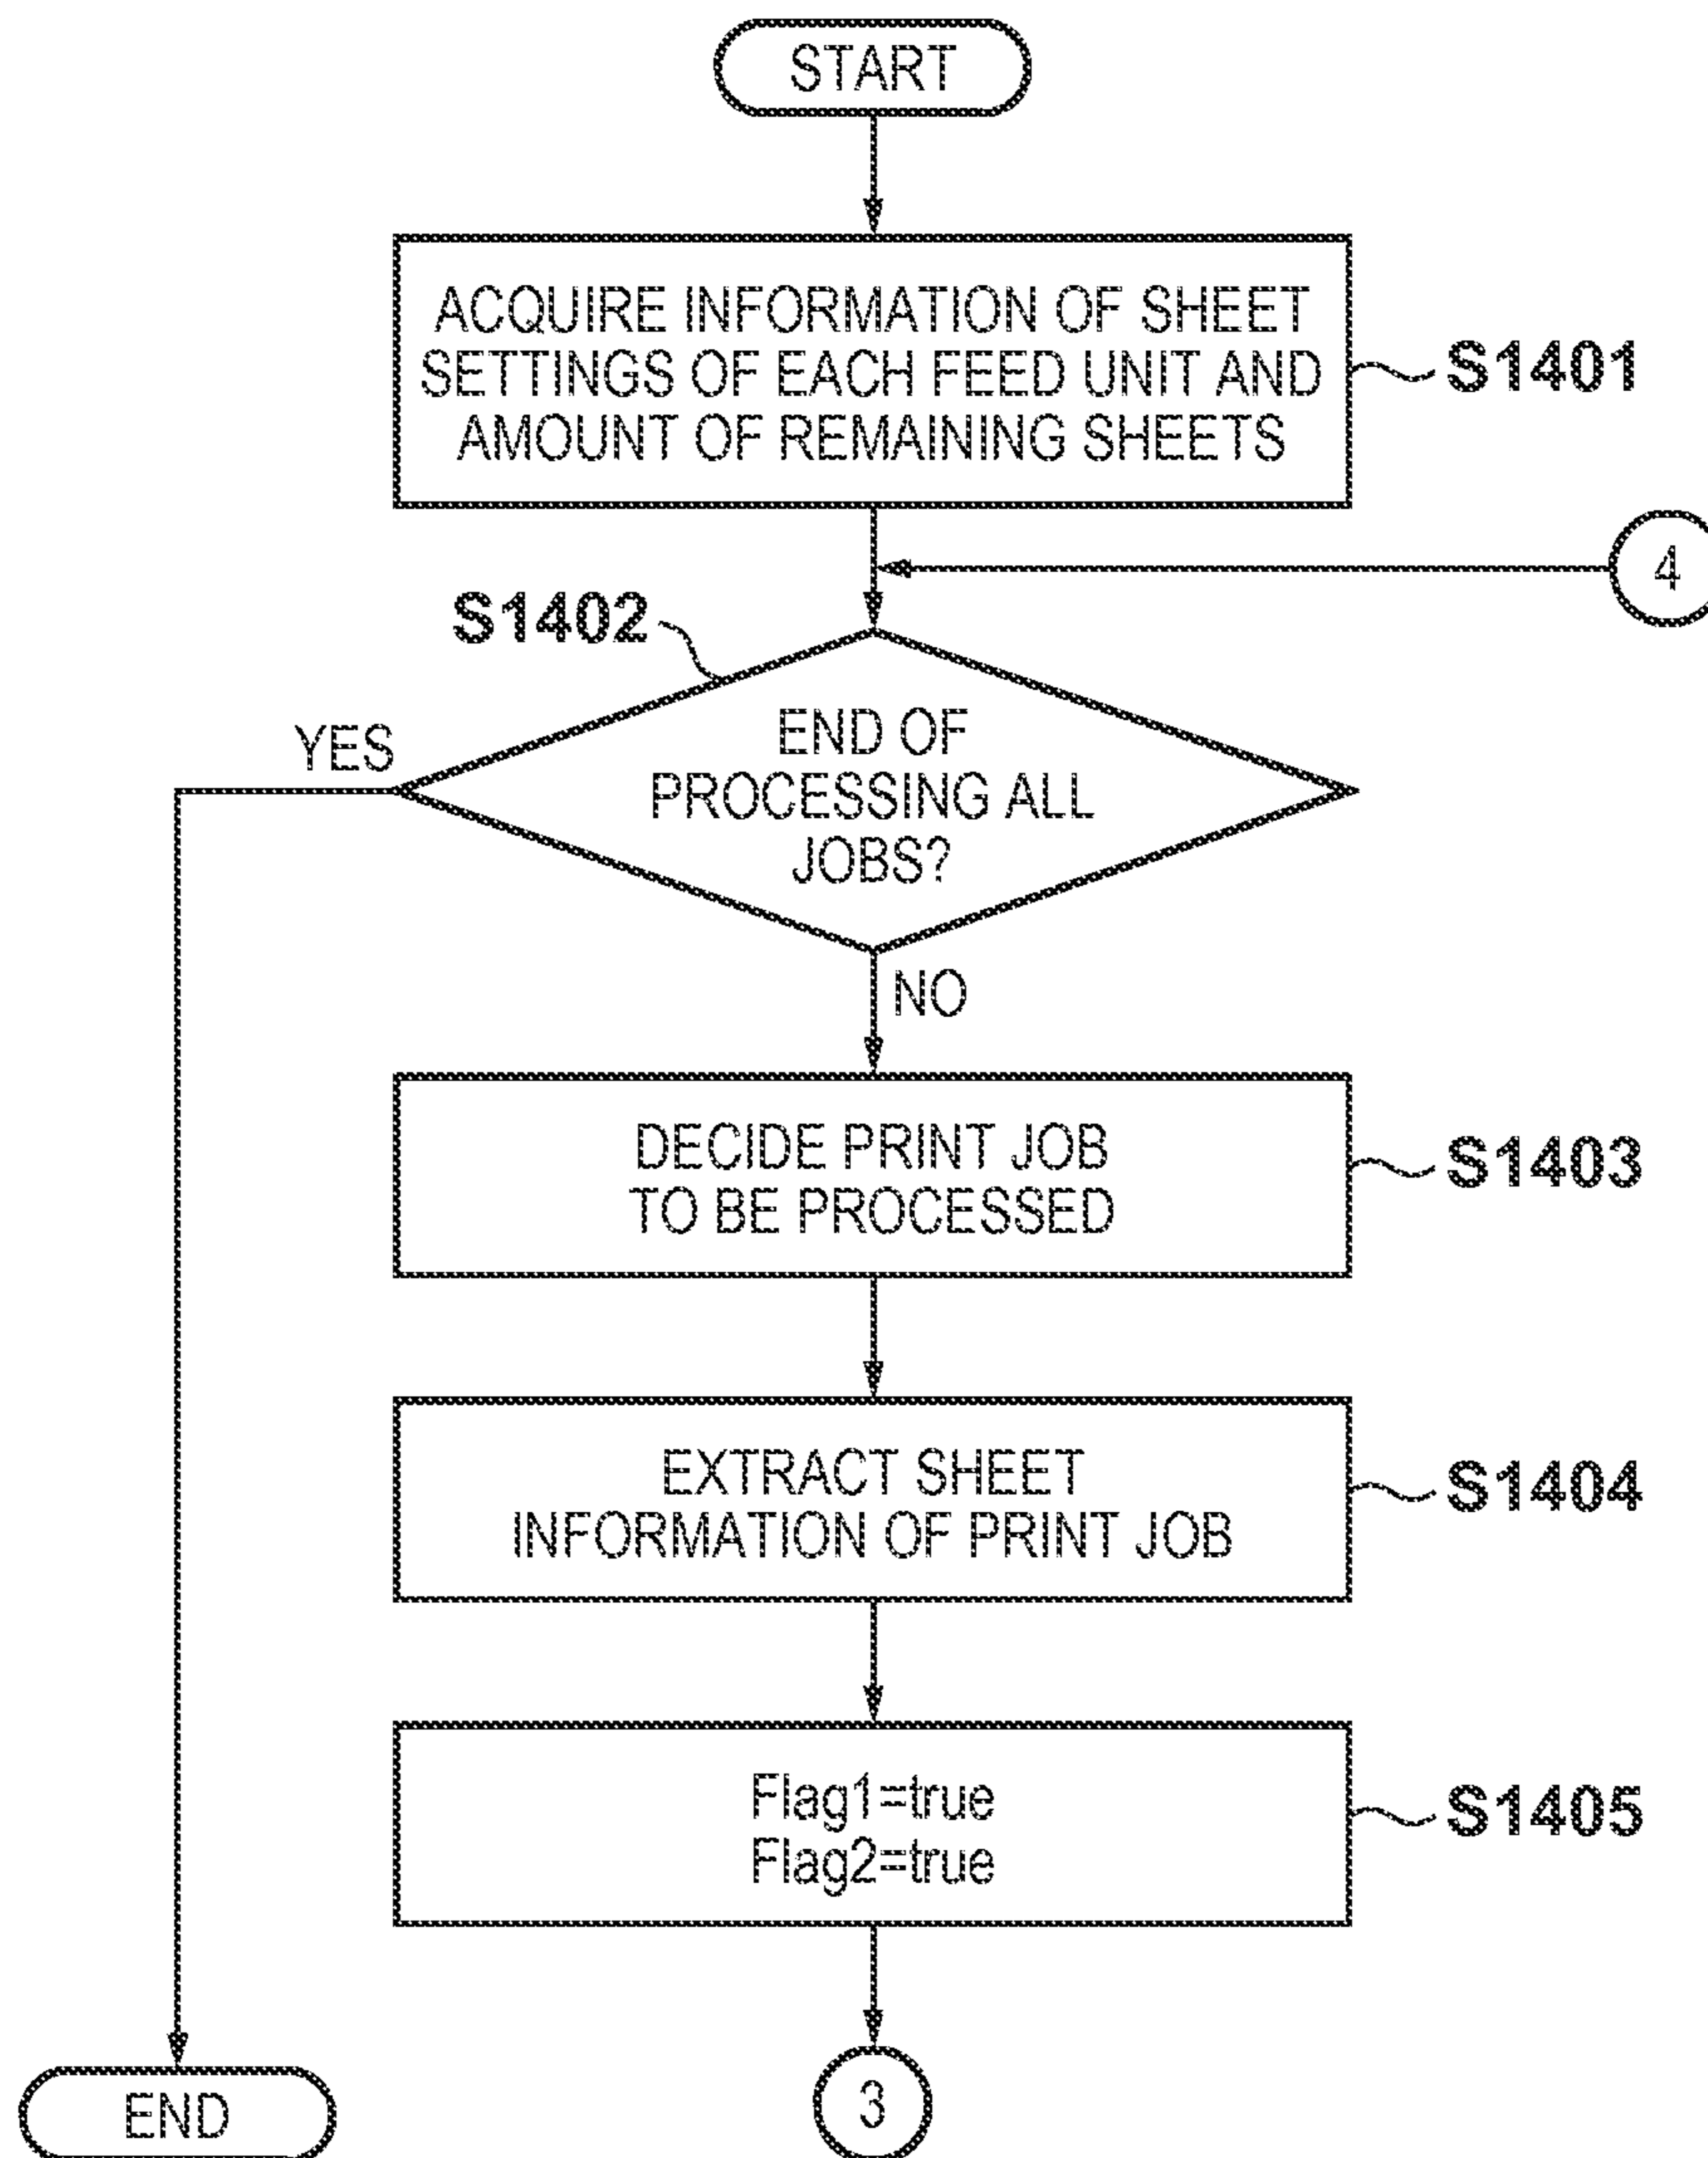 START
ACQUIRE INFORMATION OF SHEET
SETTINGS OF EACH FEED UNIT AND
AMOUNT OF REMAINING SHEETS
S1401
4
S1402
YES
END OF
PROCESSING ALL
JOBS?
NO
DECIDE PRINT JOB
TO BE PROCESSED
S1403
EXTRACT SHEET
INFORMATION OF PRINT JOB
S1404
Flag1=true
Flag2=true
S1405
END
3